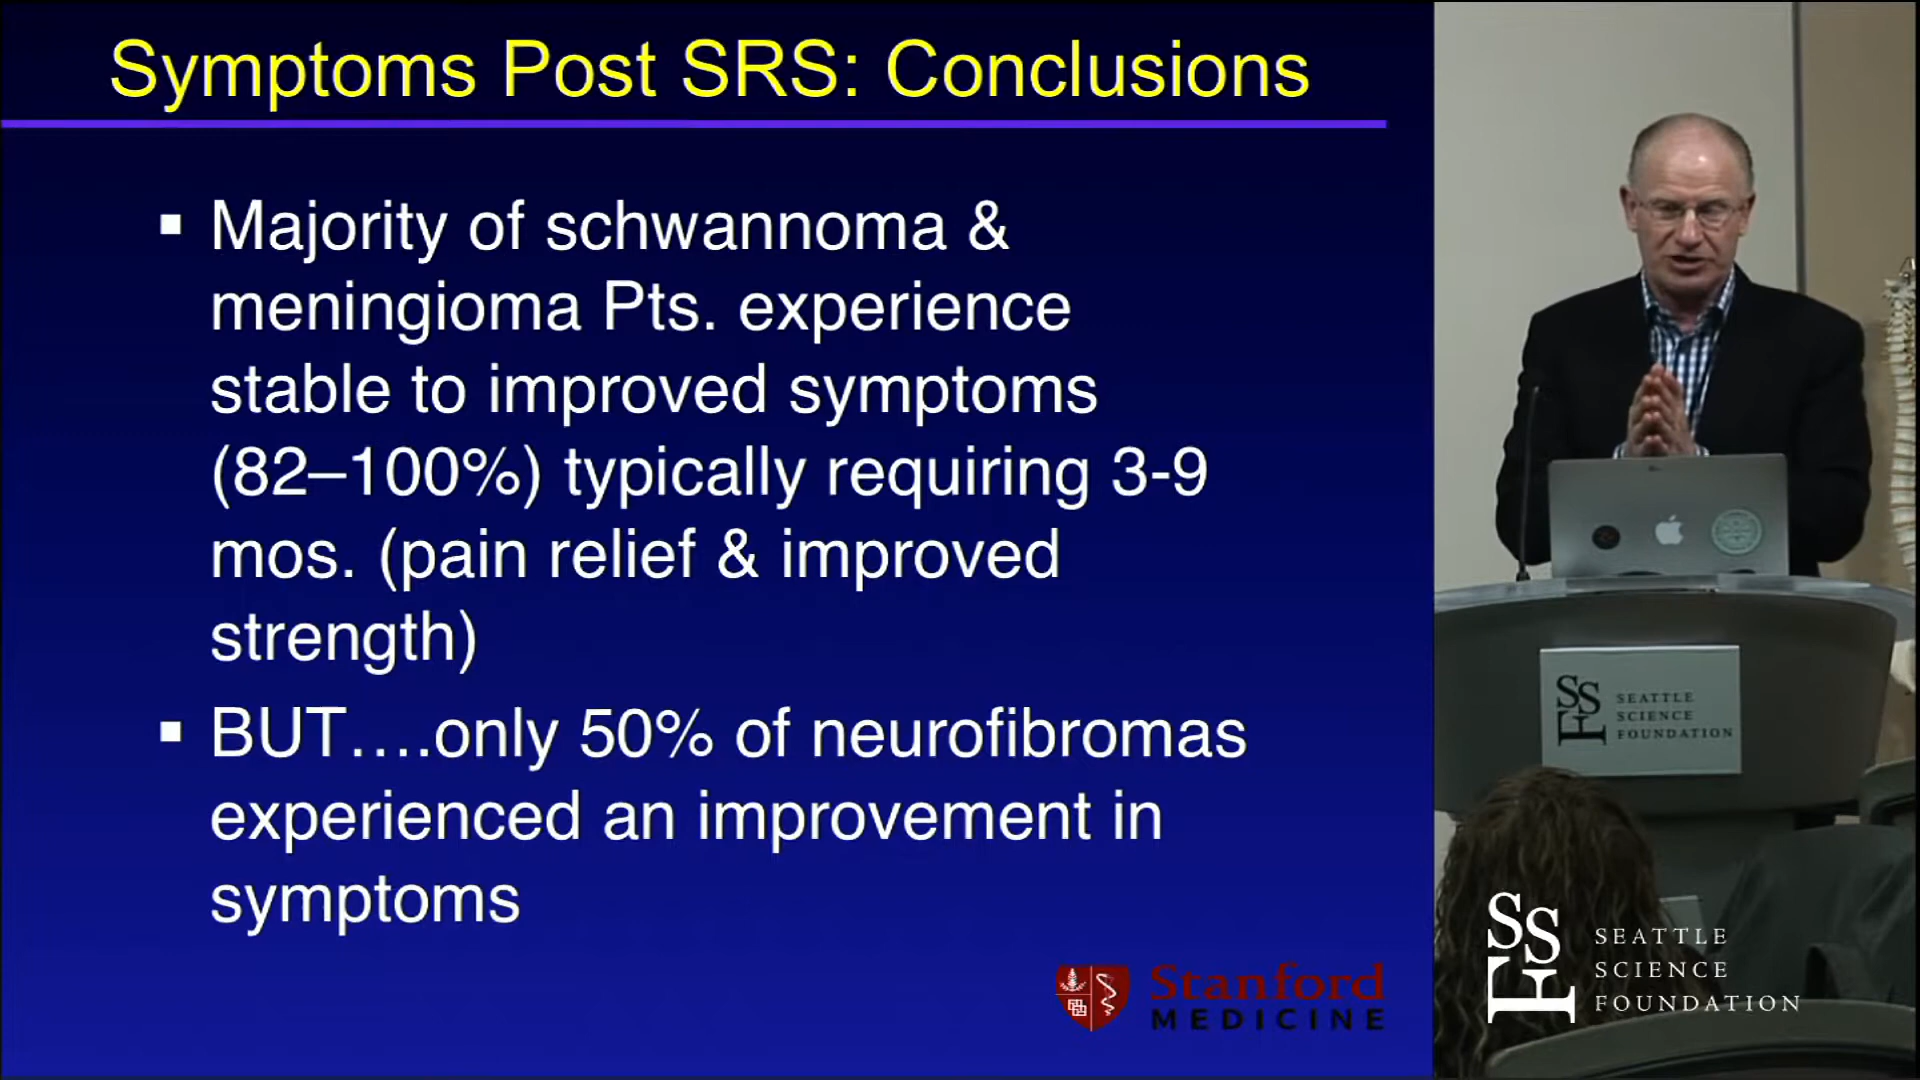 Symptoms Post SRS: Conclusions
▪ Majority of schwannoma &
meningioma Pts. experience
stable to improved symptoms
(82–100%) typically requiring 3-9
mos. (pain relief & improved
strength)
▪ BUT….only 50% of neurofibromas
experienced an improvement in
symptoms
Stanford
MEDICINE
SSF
SEATTLE
SCIENCE
FOUNDATION
SSF
SEATTLE
SCIENCE
FOUNDATION